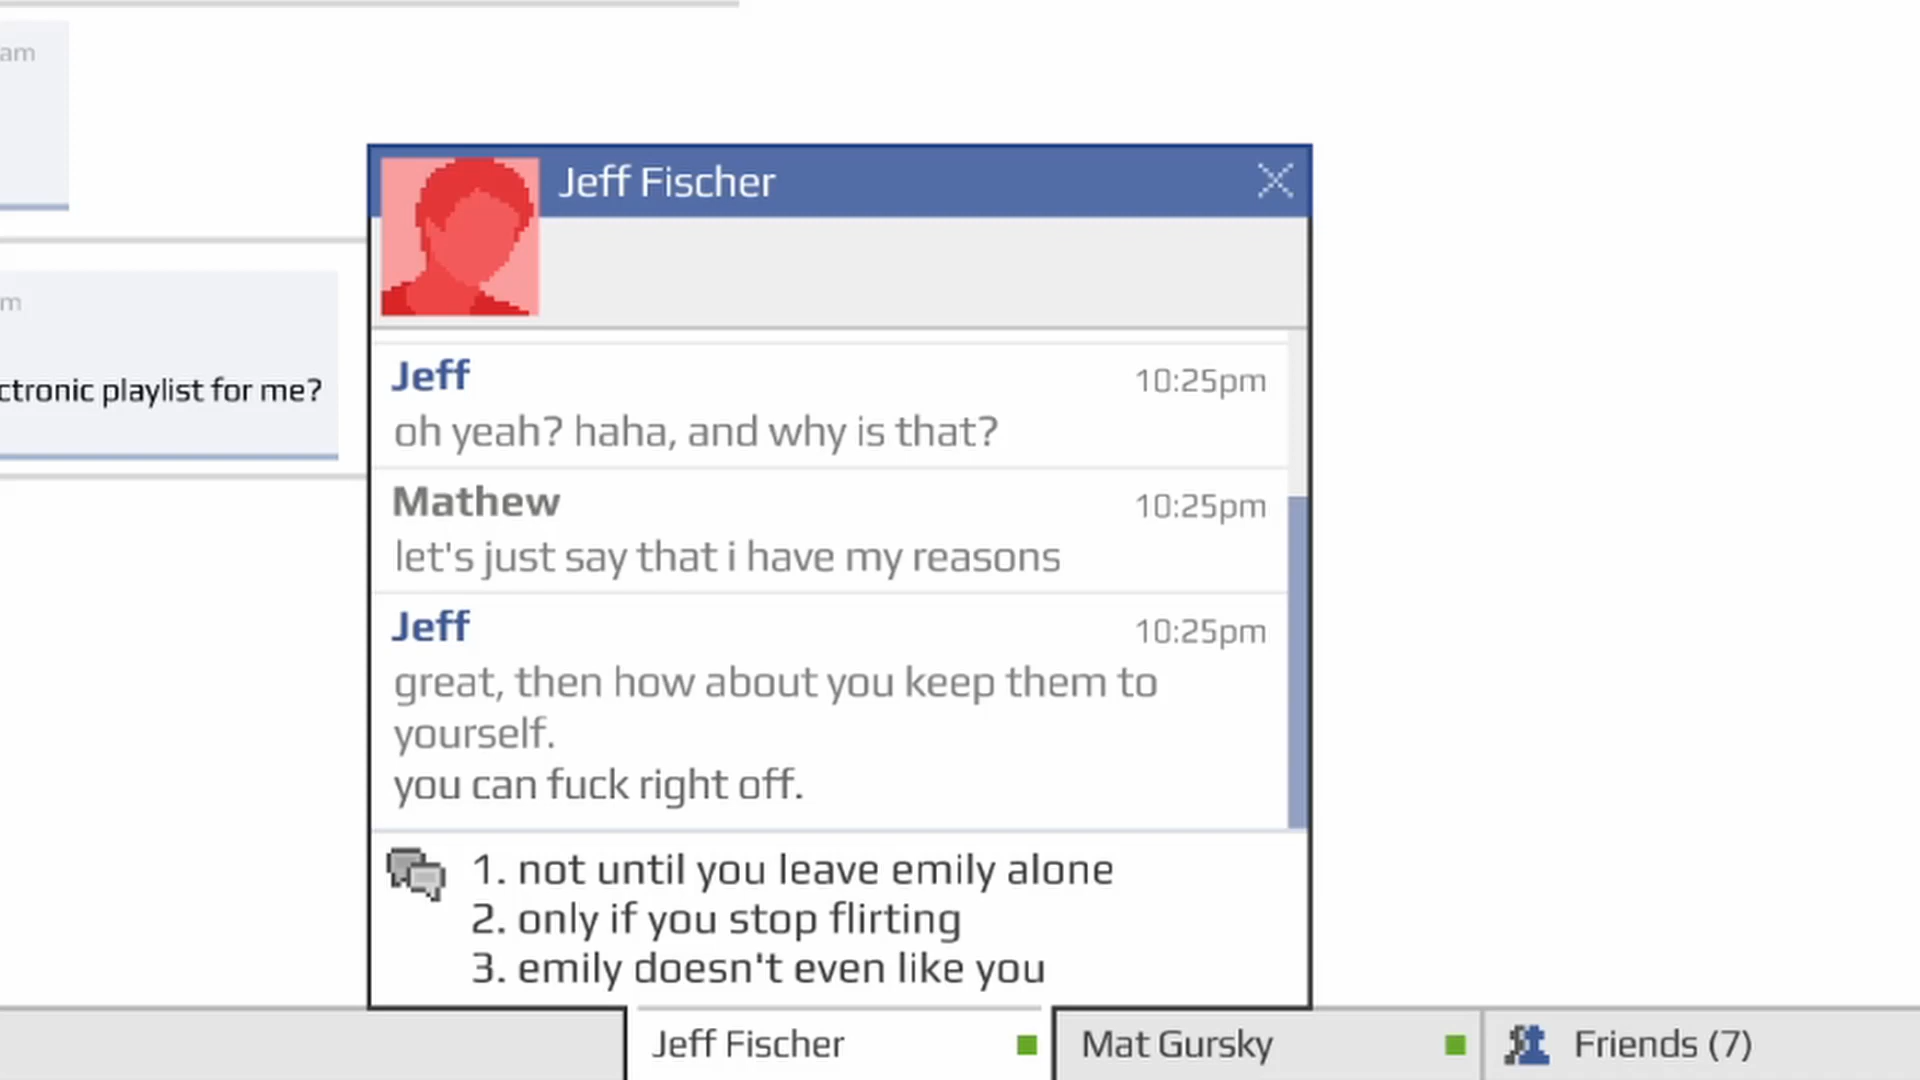 am
m
ctronic playlist for me?
Jeff Fischer
Jeff 10:25pm
oh yeah? haha, and why is that?
Mathew 10:25pm
let's just say that i have my reasons
Jeff 10:25pm
great, then how about you keep them to
yourself.
you can fuck right off.
1. not until you leave emily alone
2. only if you stop flirting
3. emily doesn't even like you
Jeff Fischer
Mat Gursky
Friends (7)